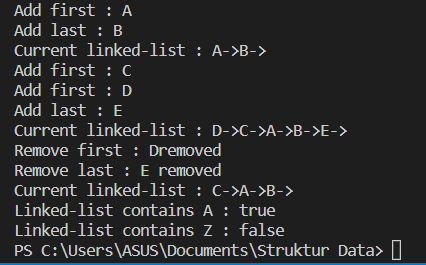 Add first : A
Add last : B
Current linked-list : A->B->
Add first : C
Add first : D
Add last : E
Current linked-list : D->C->A->B->E->
Remove first : Dremoved
Remove last : E removed
Current linked-list : C->A->B->
Linked-list contains A : true
Linked-list contains Z : false
PS C:\Users\ASUS\Documents\Struktur Data>